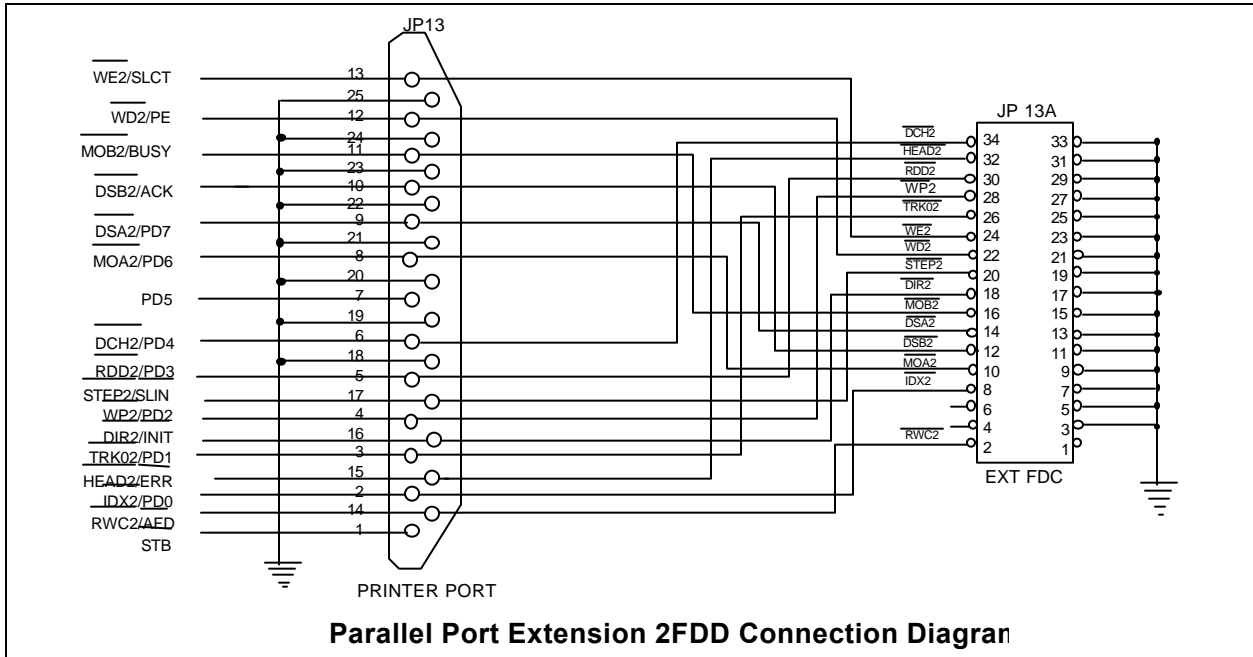 JP13
WE2/SLCT
WD2/PE
MOB2/BUSY
DSB2/ACK
DSA2/PD7
MOA2/PD6
PD5
DCH2/PD4
RDD2/PD3
STEP2/SLIN
WP2/PD2
DIR2/INIT
TRK02/PD1
HEAD2/ERR
IDX2/PD0
RWC2/AFD
STB
13
25
12
24
11
23
10
22
9
21
8
20
7
19
6
18
5
17
4
16
3
15
2
14
1
PRINTER PORT
JP 13A
DCH2 34 33
HEAD2 32 31
RDD2 30 29
WP2 28 27
TRK02 26 25
WE2 24 23
WD2 22 21
STEP2 20 19
DIR2 18 17
MOB2 16 15
DSA2 14 13
DSB2 12 11
MOA2 10 9
IDX2 8 7
6 5
4 3
RWC2 2 1
EXT FDC
Parallel Port Extension 2FDD Connection Diagran